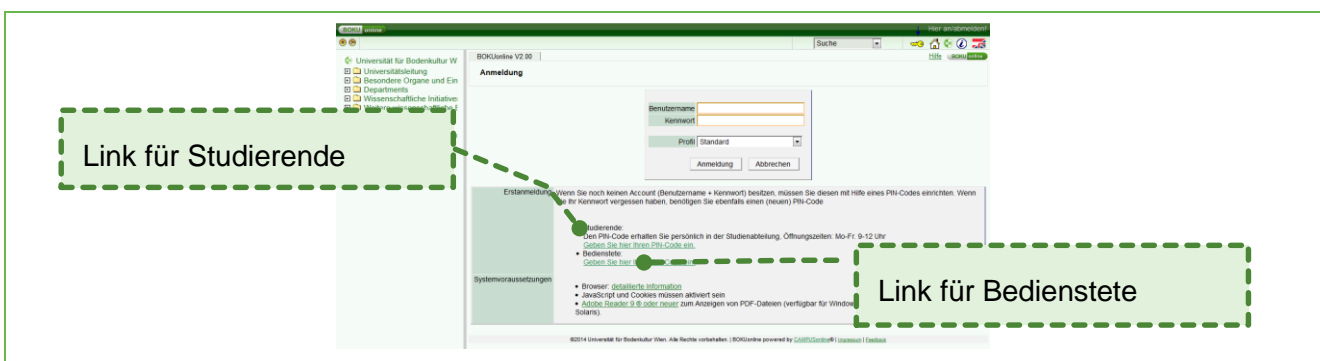 BOKU online
Hier an/abmelden!
Suche
Universität für Bodenkultur W
BOKUonline V2.00
Hilfe
BOKU online
Universitätsleitung
Besondere Organe und Ein
Departments
Wissenschaftliche Initiative
Anmeldung
Benutzername
Kennwort
Profil Standard
Anmeldung Abbrechen
Link für Studierende
Erstanmeldung Wenn Sie noch keinen Account (Benutzername + Kennwort) besitzen, müssen Sie diesen mit Hilfe eines PIN-Codes einrichten. Wenn
Ihr Kennwort vergessen haben, benötigen Sie ebenfalls einen (neuen) PIN-Code
tudierende:
Den PIN-Code erhalten Sie persönlich in der Studienabteilung, Öffnungszeiten: Mo-Fr. 9-12 Uhr
Geben Sie hier Ihren PIN-Code ein.
• Bedienstete:
Geben Sie hier
Link für Bedienstete
Systemvoraussetzungen
• Browser: detaillierte Information
• JavaScript und Cookies müssen aktiviert sein
• Adobe Reader 9 ® oder neuer zum Anzeigen von PDF-Dateien (verfügbar für Window
Solaris).
©2014 Universität für Bodenkultur Wien. Alle Rechte vorbehalten. | BOKUonline powered by CAMPUSonline® | Impressum | Feedback